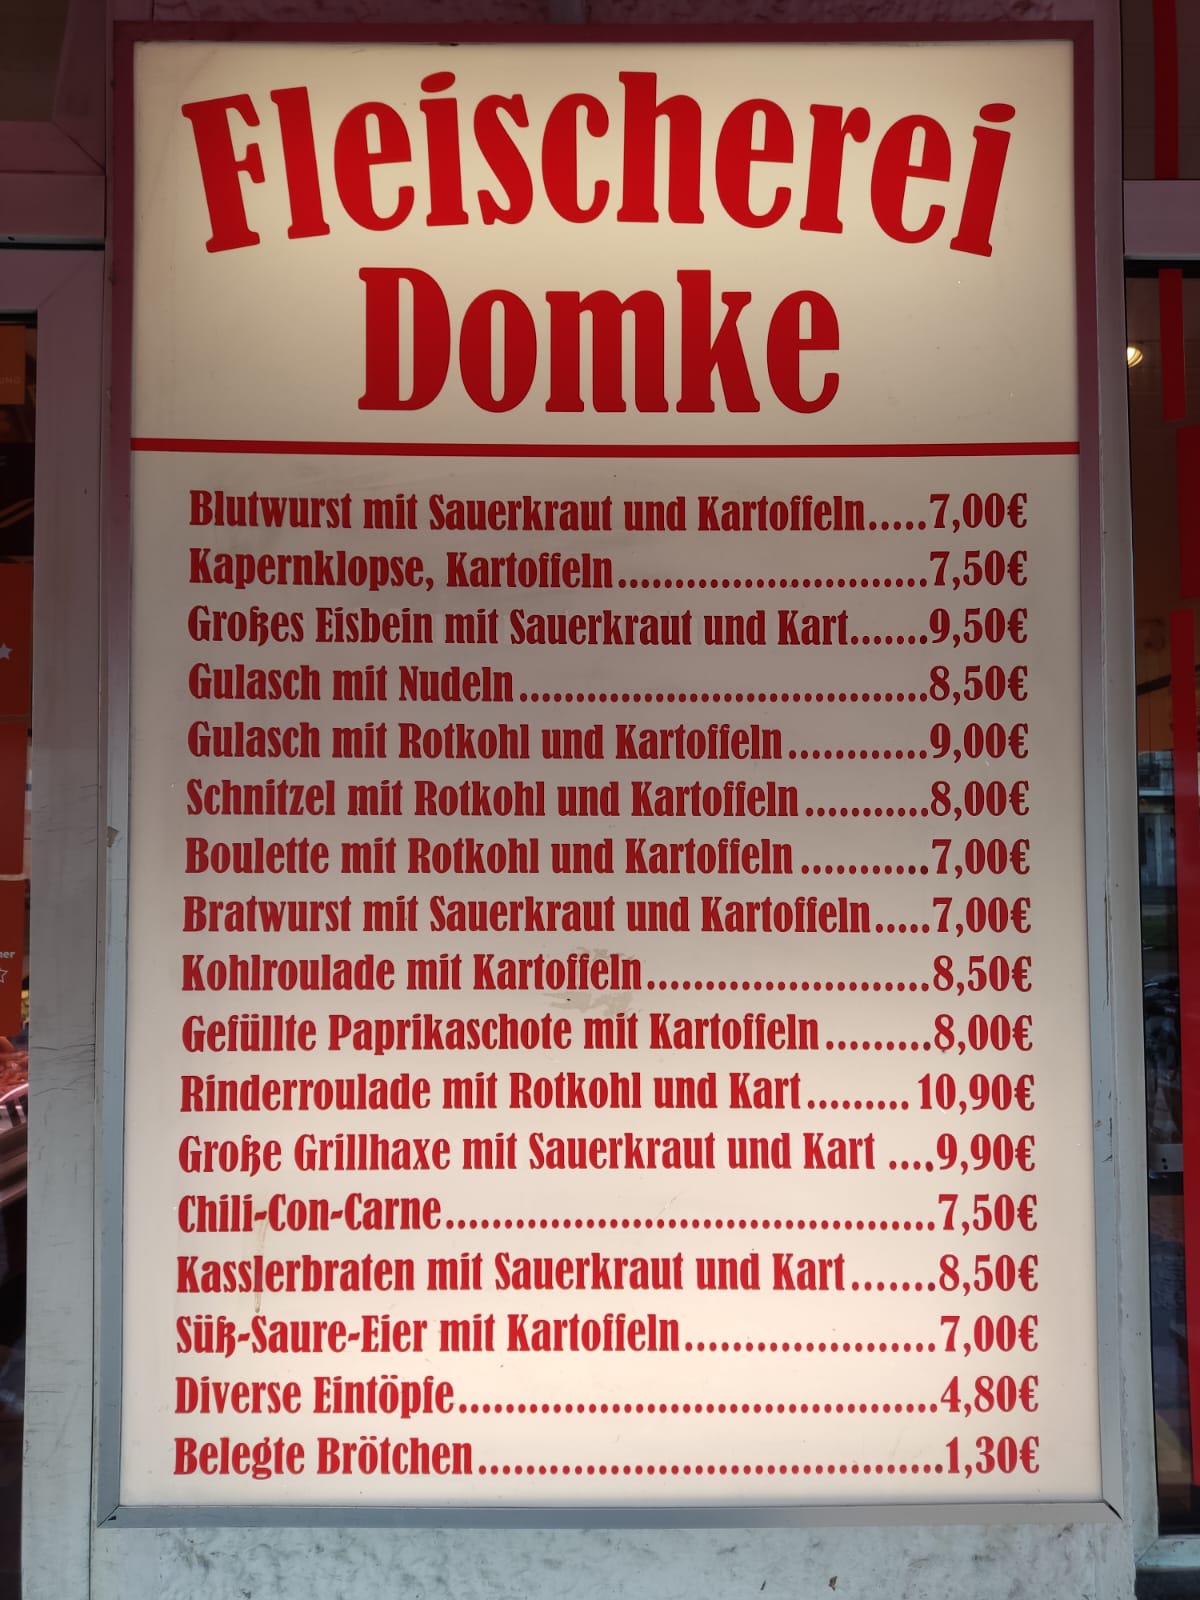 Fleischerei
Domke
Blutwurst mit Sauerkraut und Kartoffeln.....7,00€
Kapernklopse, Kartoffeln............................7,50€
Großes Eisbein mit Sauerkraut und Kart.......9,50€
Gulasch mit Nudeln.....................................8,50€
Gulasch mit Rotkohl und Kartoffeln............9,00€
Schnitzel mit Rotkohl und Kartoffeln...........8,00€
Boulette mit Rotkohl und Kartoffeln............7,00€
Bratwurst mit Sauerkraut und Kartoffeln.....7,00€
Kohlroulade mit Kartoffeln.........................8,50€
Gefüllte Paprikaschote mit Kartoffeln.........8,00€
Rinderroulade mit Rotkohl und Kart......... 10,90€
Große Grillhaxe mit Sauerkraut und Kart ....9,90€
Chili-Con-Carne..........................................7,50€
Kasslerbraten mit Sauerkraut und Kart.......8,50€
Süß-Saure-Eier mit Kartoffeln......................7,00€
Diverse Eintöpfe.........................................4,80€
Belegte Brötchen........................................1,30€